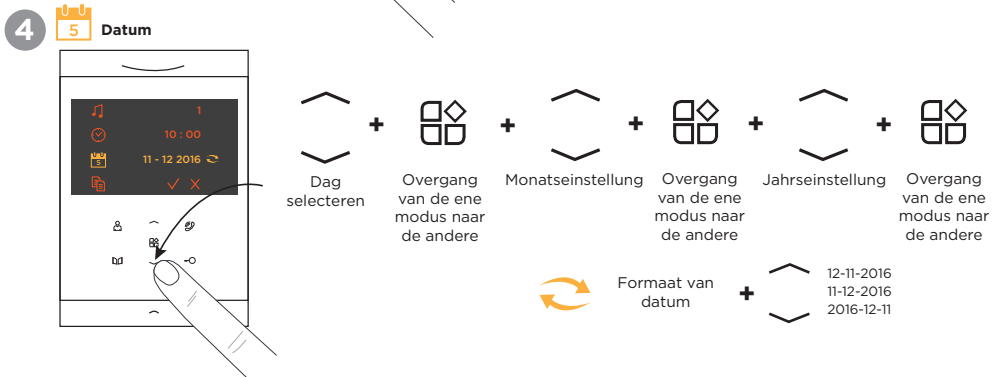 4
5
Datum
1
10 : 00
5
11 - 12 2016
Dag
selecteren
+
Overgang
van de ene
modus naar
de andere
+
Monatseinstellung
+
Overgang
van de ene
modus naar
de andere
+
Jahrseinstellung
+
Overgang
van de ene
modus naar
de andere
Formaat van
datum
+
12-11-2016
11-12-2016
2016-12-11